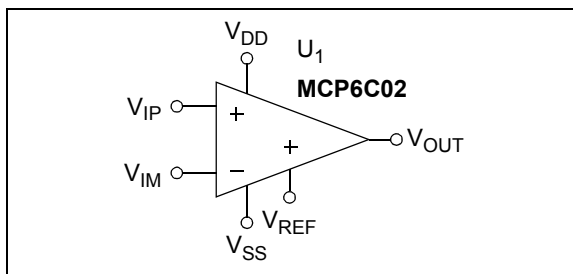 V_DD
U_1
MCP6C02
V_IP
+
V_OUT
+
V_IM
−
V_REF
V_SS